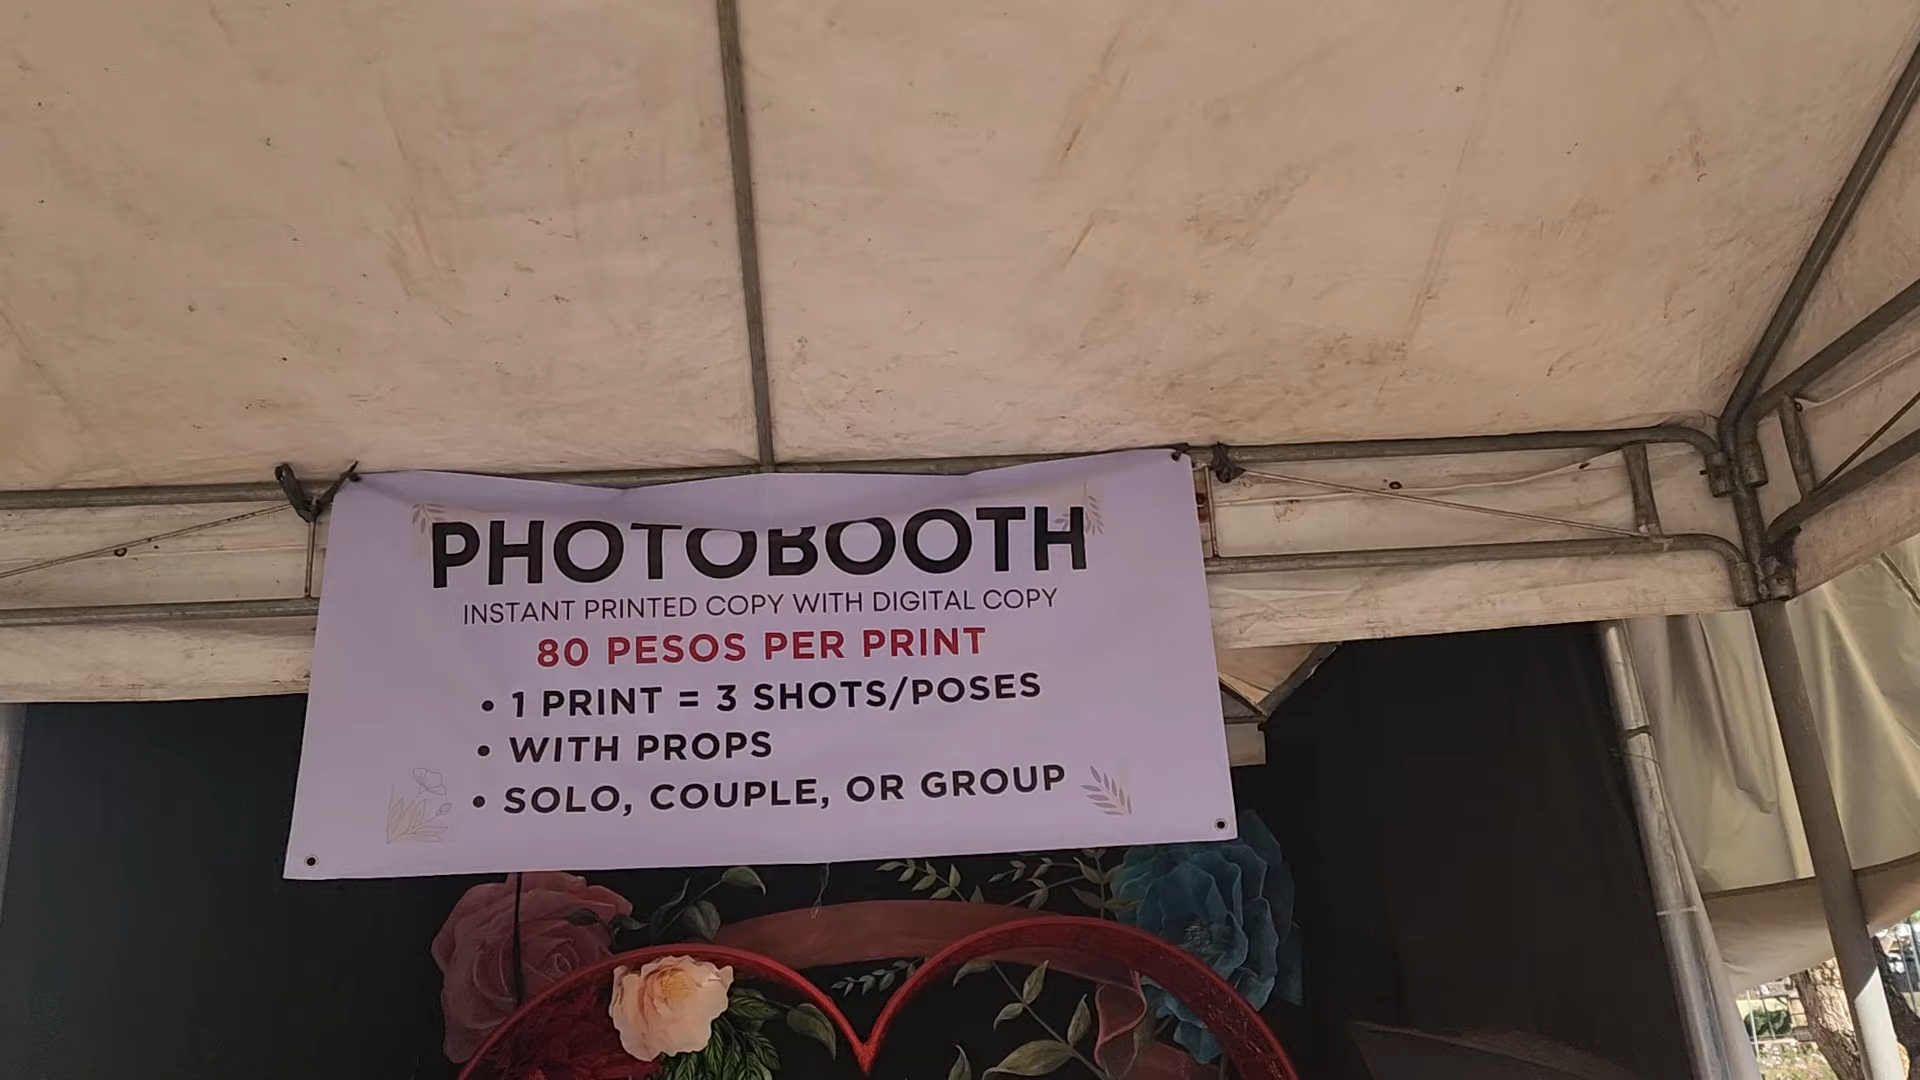 PHOTOBOOTH
INSTANT PRINTED COPY WITH DIGITAL COPY
80 PESOS PER PRINT
• 1 PRINT = 3 SHOTS/POSES
• WITH PROPS
• SOLO, COUPLE, OR GROUP